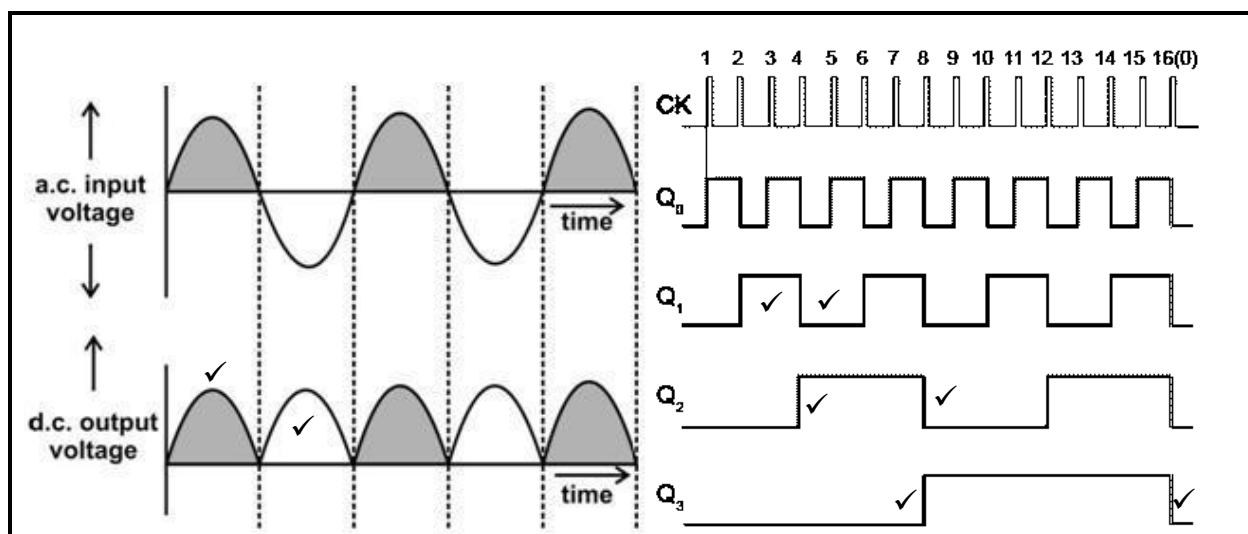 a.c. input
voltage
time
d.c. output
voltage
time
1 2 3 4 5 6 7 8 9 10 11 12 13 14 15 16(0)
CK
Q0
Q1
Q2
Q3